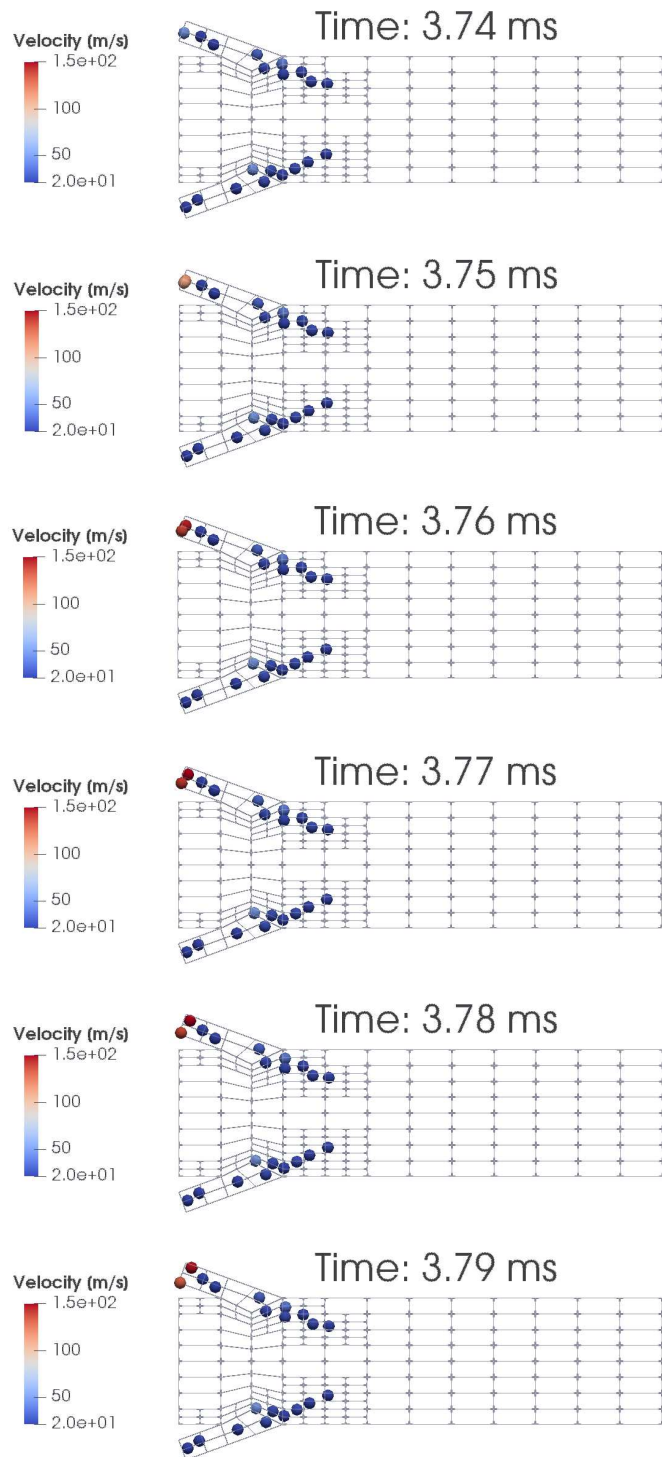 Time: 3.74 ms
Velocity (m/s)
1.5e+02
100
50
2.0e+01
Time: 3.75 ms
Velocity (m/s)
1.5e+02
100
50
2.0e+01
Time: 3.76 ms
Velocity (m/s)
1.5e+02
100
50
2.0e+01
Time: 3.77 ms
Velocity (m/s)
1.5e+02
100
50
2.0e+01
Time: 3.78 ms
Velocity (m/s)
1.5e+02
100
50
2.0e+01
Time: 3.79 ms
Velocity (m/s)
1.5e+02
100
50
2.0e+01